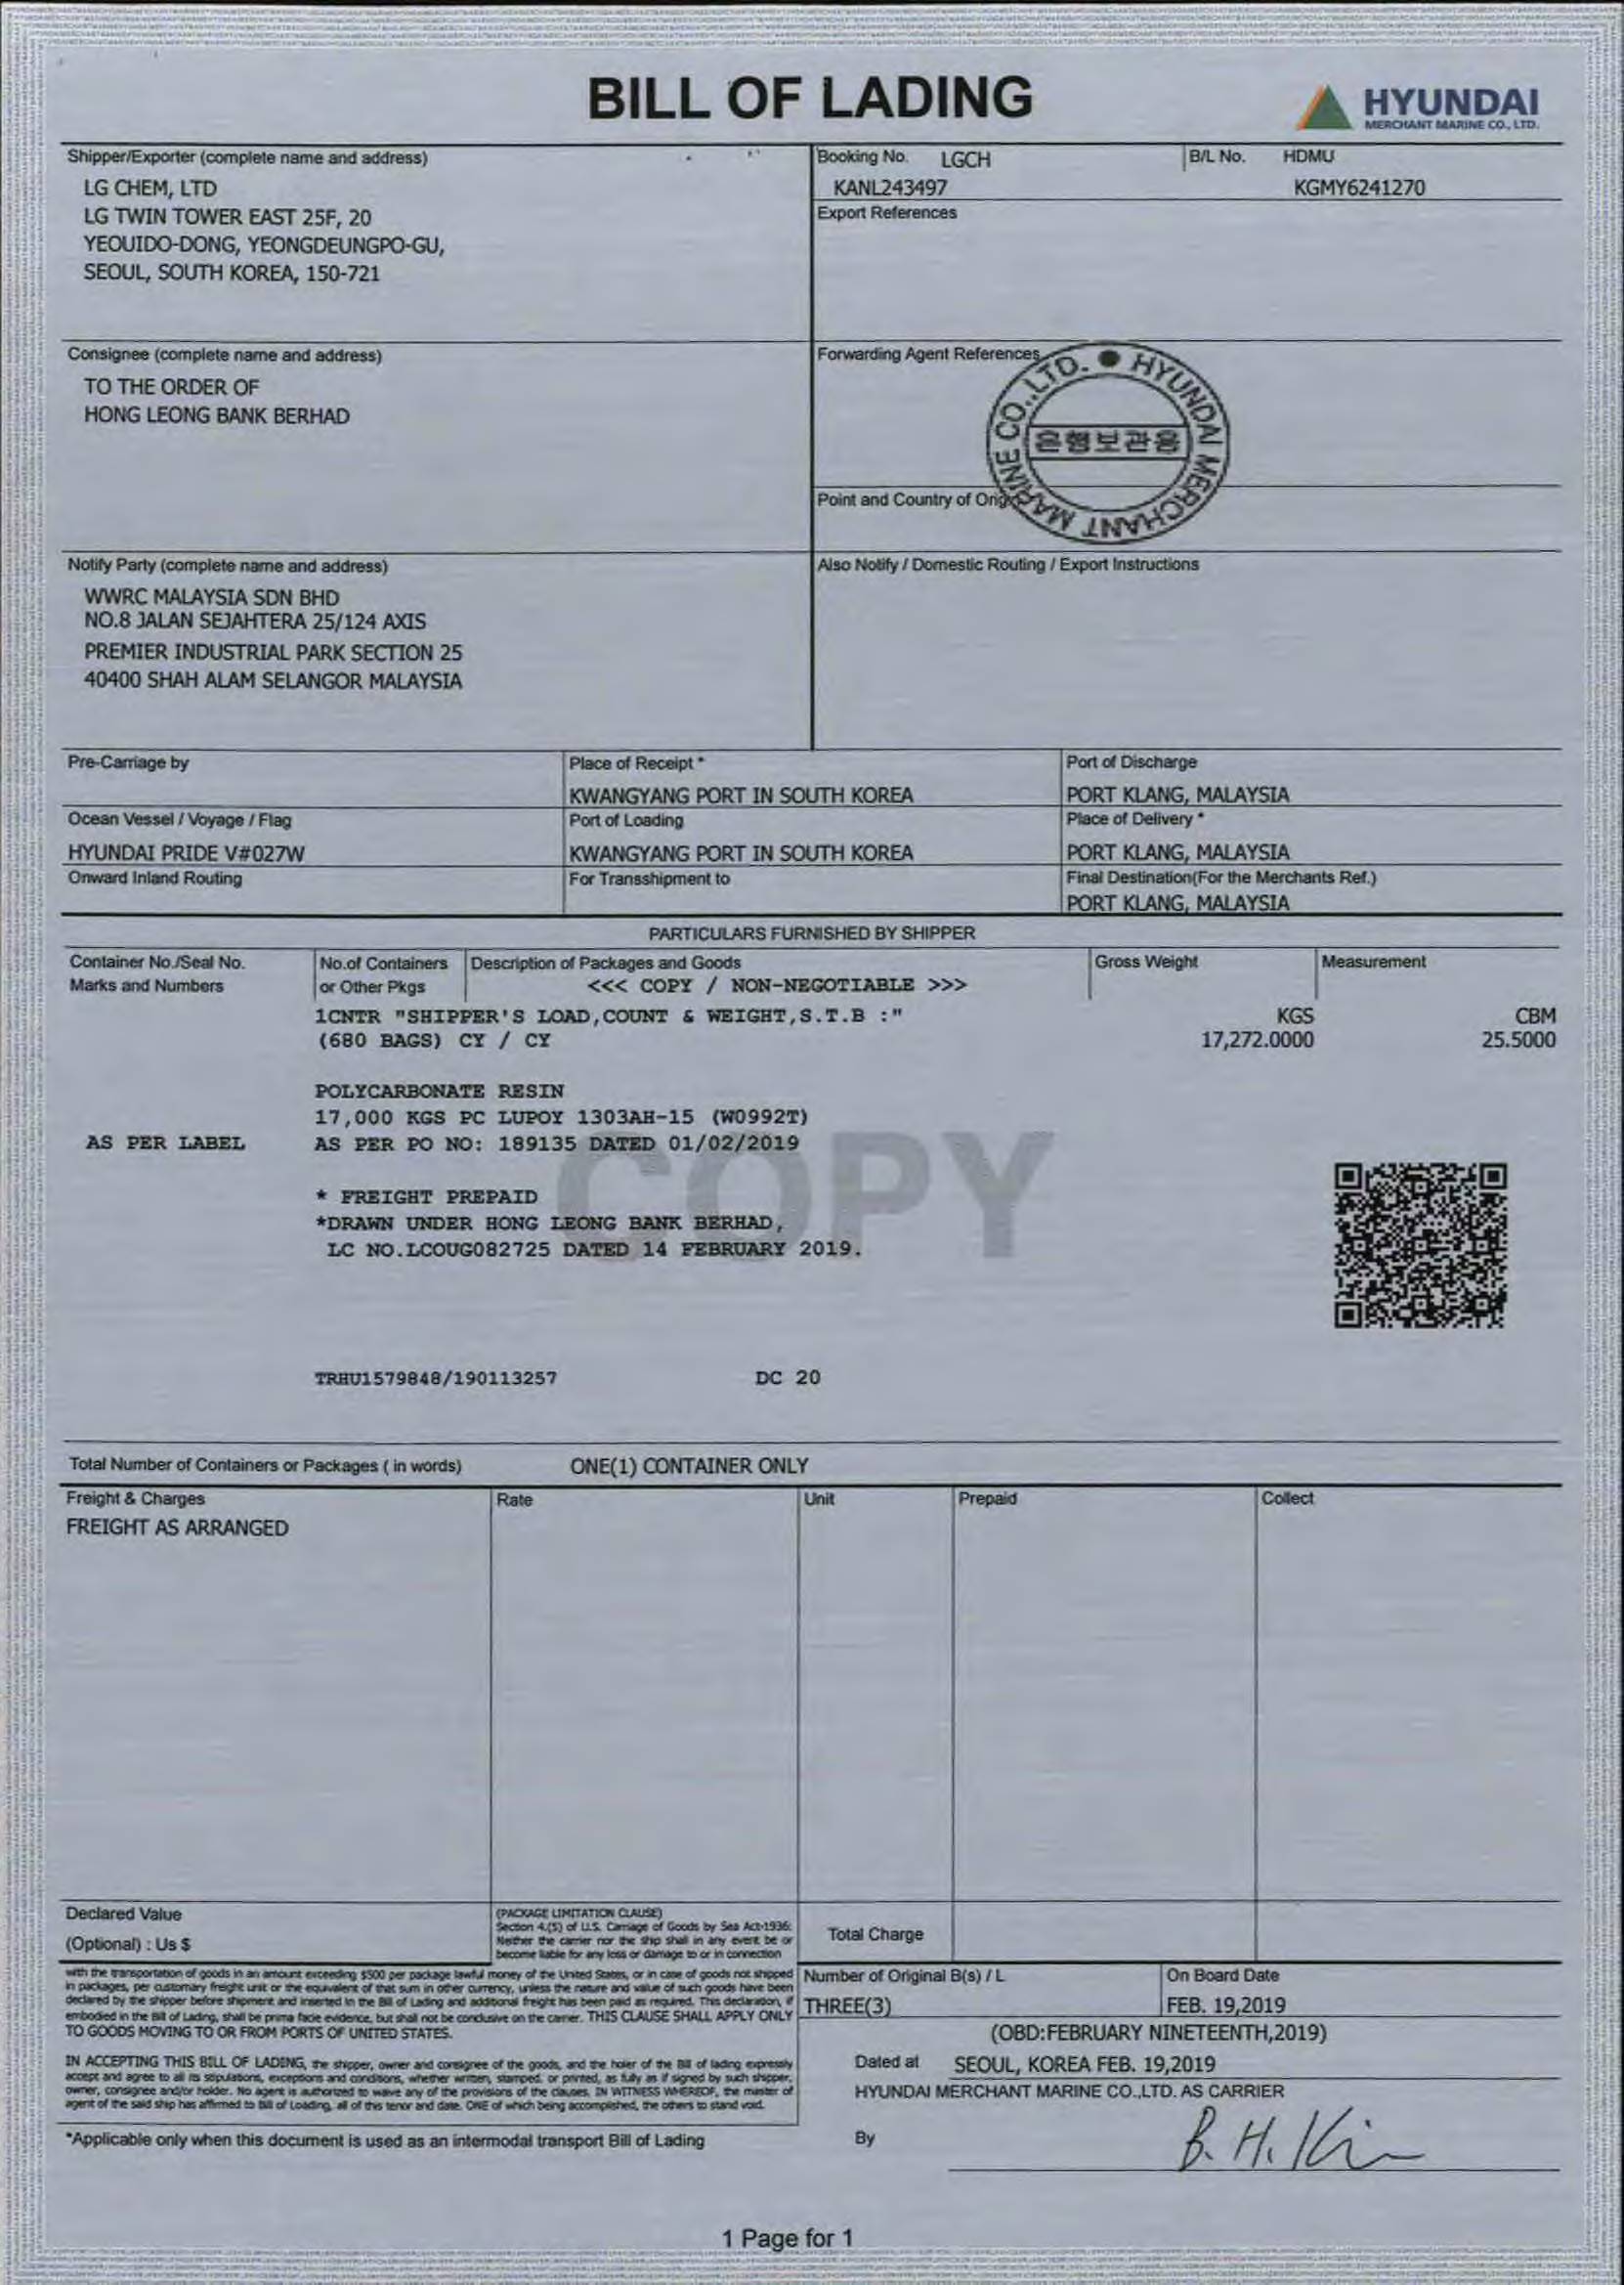 BILL OF LADING
HYUNDAI
MERCHANT MARINE CO., LTD.
Shipper/Exporter (complete name and address)
LG CHEM, LTD
LG TWIN TOWER EAST 25F, 20
YEOUIDO-DONG, YEONGDEUNGPO-GU,
SEOUL, SOUTH KOREA, 150-721
Booking No. LGCH
KANL243497
B/L No. HDMU
KGMY6241270
Export References
Consignee (complete name and address)
TO THE ORDER OF
HONG LEONG BANK BERHAD
Forwarding Agent References
HYUNDAI MERCHANT MARINE CO.,LTD.
은행보관용
Point and Country of Origin
Notify Party (complete name and address)
WWRC MALAYSIA SDN BHD
NO.8 JALAN SEJAHTERA 25/124 AXIS
PREMIER INDUSTRIAL PARK SECTION 25
40400 SHAH ALAM SELANGOR MALAYSIA
Also Notify / Domestic Routing / Export Instructions
Pre-Carriage by
Place of Receipt *
KWANGYANG PORT IN SOUTH KOREA
Port of Discharge
PORT KLANG, MALAYSIA
Ocean Vessel / Voyage / Flag
HYUNDAI PRIDE V#027W
Port of Loading
KWANGYANG PORT IN SOUTH KOREA
Place of Delivery *
PORT KLANG, MALAYSIA
Onward Inland Routing
For Transshipment to
Final Destination(For the Merchants Ref.)
PORT KLANG, MALAYSIA
PARTICULARS FURNISHED BY SHIPPER
Container No./Seal No.
Marks and Numbers
No.of Containers
or Other Pkgs
Description of Packages and Goods
<<< COPY / NON-NEGOTIABLE >>>
Gross Weight
Measurement
1CNTR "SHIPPER'S LOAD,COUNT & WEIGHT,S.T.B :"
KGS
CBM
(680 BAGS) CY / CY
17,272.0000
25.5000
POLYCARBONATE RESIN
17,000 KGS PC LUPOY 1303AH-15 (W0992T)
AS PER LABEL
AS PER PO NO: 189135 DATED 01/02/2019
COPY
* FREIGHT PREPAID
*DRAWN UNDER HONG LEONG BANK BERHAD,
LC NO.LCOUG082725 DATED 14 FEBRUARY 2019.
TRHU1579848/190113257
DC 20
Total Number of Containers or Packages ( in words)
ONE(1) CONTAINER ONLY
Freight & Charges
Rate
Unit
Prepaid
Collect
FREIGHT AS ARRANGED
Declared Value
(Optional) : Us $
(PACKAGE LIMITATION CLAUSE)
Section 4.(5) of U.S. Carriage of Goods by Sea Act-1936:
Neither the carrier nor the ship shall in any event be or
become liable for any loss or damage to or in connection
Total Charge
with the transportation of goods in an amount exceeding $500 per package lawful money of the United States, or in case of goods not shipped
in packages, per customary freight unit or the equivalent of that sum in other currency, unless the nature and value of such goods have been
declared by the shipper before shipment and inserted in the Bill of Lading and additional freight has been paid as required. This declaration, if
embodied in the Bill of Lading, shall be prima facie evidence, but shall not be conclusive on the carrier. THIS CLAUSE SHALL APPLY ONLY
TO GOODS MOVING TO OR FROM PORTS OF UNITED STATES.
IN ACCEPTING THIS BILL OF LADING, the shipper, owner and consignee of the goods, and the holer of the Bill of lading expressly
accept and agree to all its stipulations, exceptions and conditions, whether written, stamped, or printed, as fully as if signed by such shipper,
owner, consignee and/or holder. No agent is authorized to waive any of the provisions of the clauses. IN WITNESS WHEREOF, the master of
agent of the said ship has affirmed to Bill of Loading, all of this tenor and date. ONE of which being accomplished, the others to stand void.
*Applicable only when this document is used as an intermodal transport Bill of Lading
Number of Original B(s) / L
THREE(3)
On Board Date
FEB. 19,2019
(OBD:FEBRUARY NINETEENTH,2019)
Dated at SEOUL, KOREA FEB. 19,2019
HYUNDAI MERCHANT MARINE CO.,LTD. AS CARRIER
By
B. H. Kim
1 Page for 1